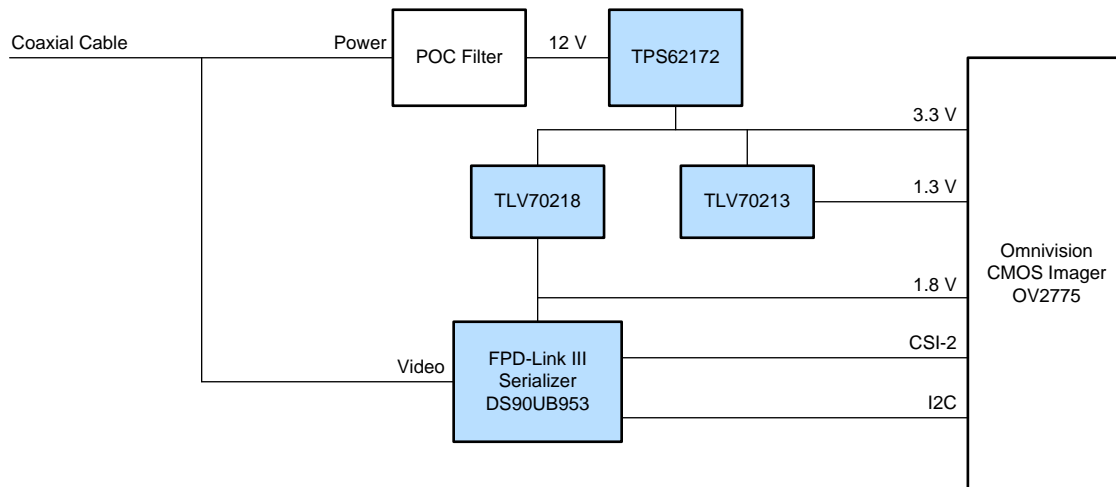 Coaxial Cable
Power
POC Filter
12 V
TPS62172
3.3 V
TLV70218
TLV70213
1.3 V
Omnivision
CMOS Imager
OV2775
1.8 V
Video
FPD-Link III
Serializer
DS90UB953
CSI-2
I2C